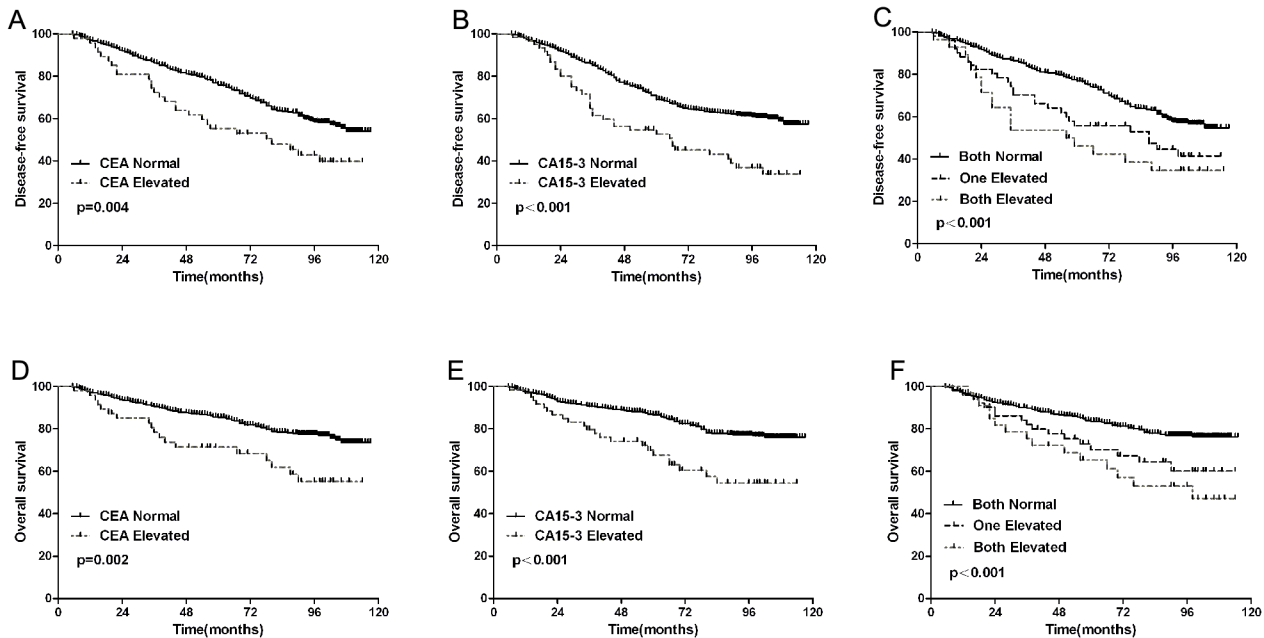 A
Disease-free survival
100
80
60
40
20
0
CEA Normal
CEA Elevated
p=0.004
0 24 48 72 96 120
Time(months)
B
Disease-free survival
100
80
60
40
20
0
CA15-3 Normal
CA15-3 Elevated
p<0.001
0 24 48 72 96 120
Time(months)
C
Disease-free survival
100
80
60
40
20
0
Both Normal
One Elevated
Both Elevated
p<0.001
0 24 48 72 96 120
Time(months)
D
Overall survival
100
80
60
40
20
0
CEA Normal
CEA Elevated
p=0.002
0 24 48 72 96 120
Time(months)
E
Overall survival
100
80
60
40
20
0
CA15-3 Normal
CA15-3 Elevated
p<0.001
0 24 48 72 96 120
Time(months)
F
Overall survival
100
80
60
40
20
0
Both Normal
One Elevated
Both Elevated
p<0.001
0 24 48 72 96 120
Time(months)